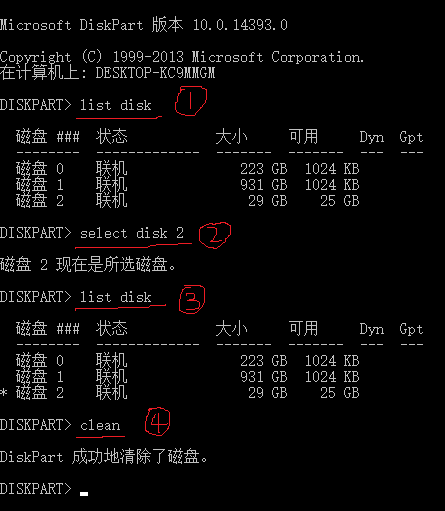 Microsoft DiskPart 版本 10.0.14393.0
Copyright (C) 1999-2013 Microsoft Corporation.
在计算机上: DESKTOP-KC9MMGM
DISKPART> list disk ①
磁盘 ### 状态 大小 可用 Dyn Gpt
-------- ------------- ------- ------- --- ---
磁盘 0 联机 223 GB 1024 KB
磁盘 1 联机 931 GB 1024 KB
磁盘 2 联机 29 GB 25 GB
DISKPART> select disk 2 ②
磁盘 2 现在是所选磁盘。
DISKPART> list disk ③
磁盘 ### 状态 大小 可用 Dyn Gpt
-------- ------------- ------- ------- --- ---
磁盘 0 联机 223 GB 1024 KB
磁盘 1 联机 931 GB 1024 KB
* 磁盘 2 联机 29 GB 25 GB
DISKPART> clean ④
DiskPart 成功地清除了磁盘。
DISKPART>